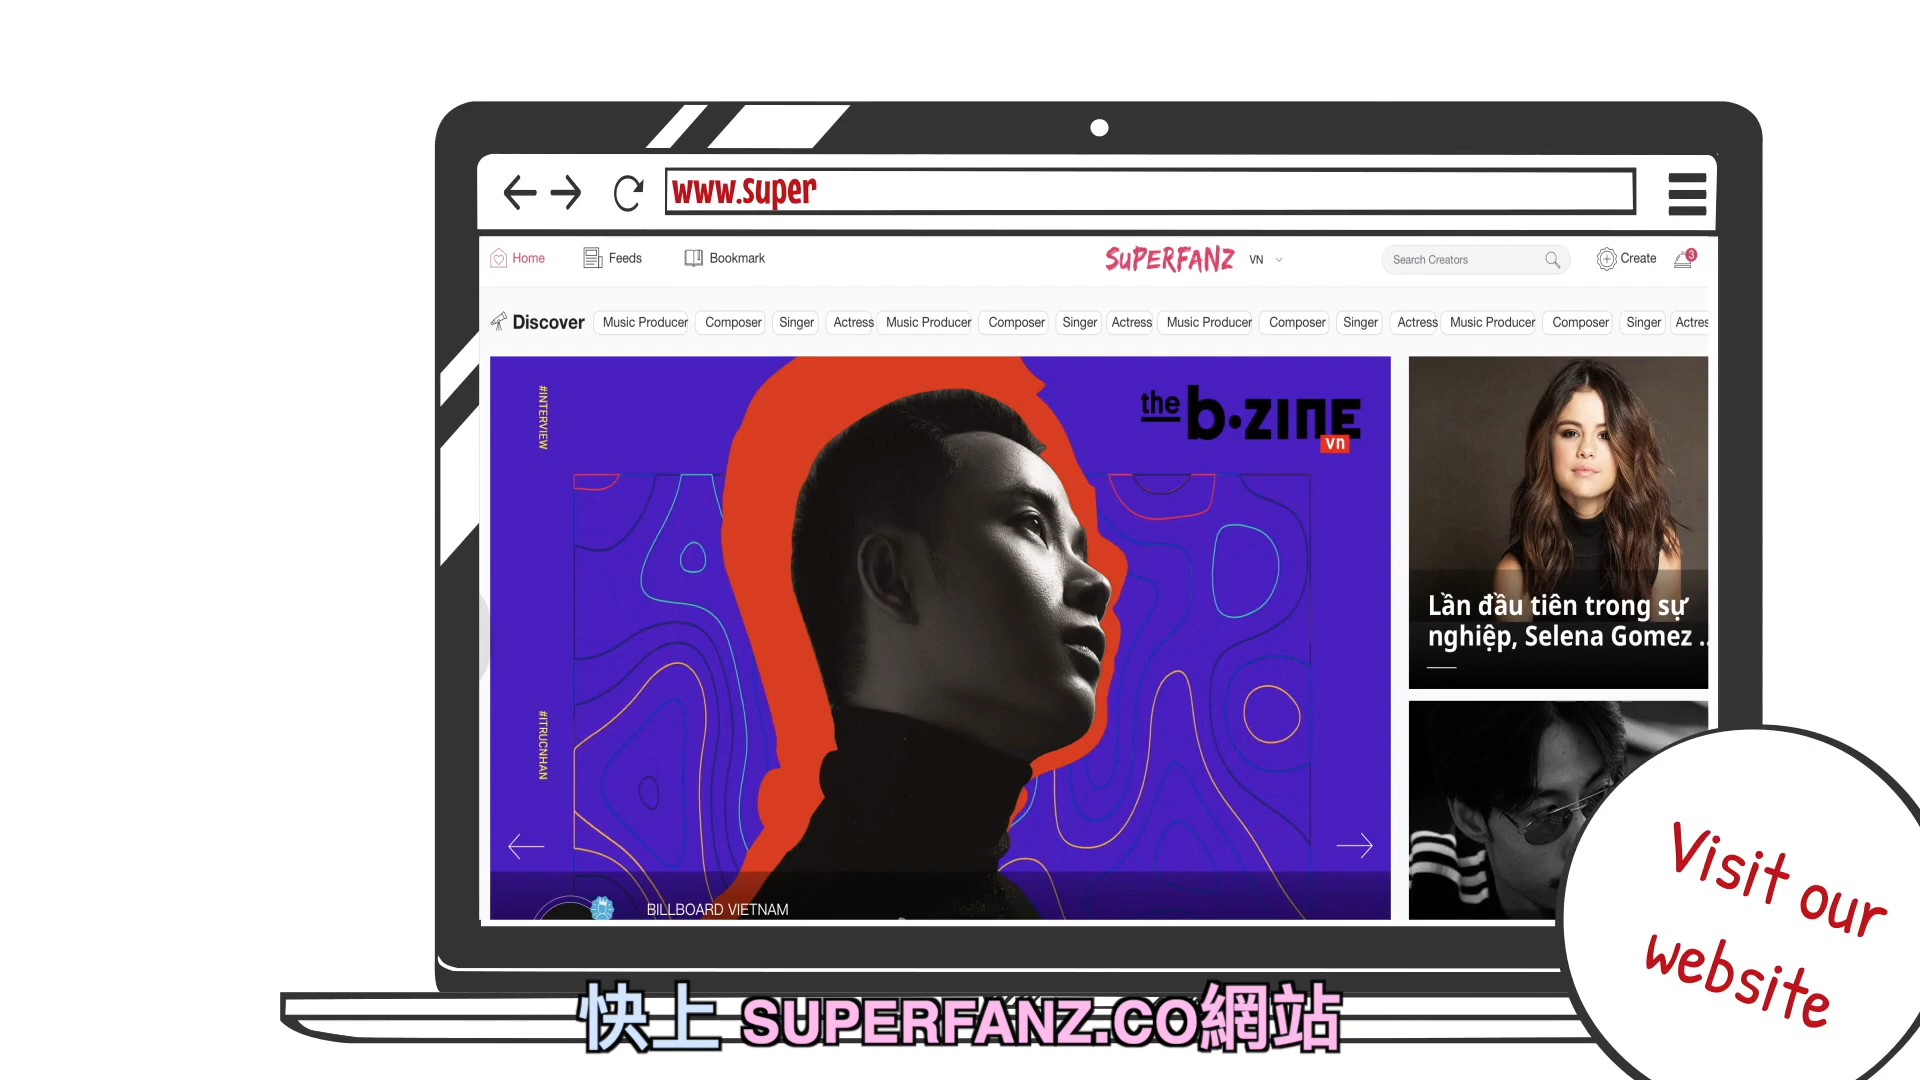 www.super
Home Feeds Bookmark SUPERFANZ VN Search Creators Create 3
Discover Music Producer Composer Singer Actress Music Producer Composer Singer Actress Music Producer Composer Singer Actress Music Producer Composer Singer Actres
#INTERVIEW
the b·zine
vn
Lần đầu tiên trong sự
nghiệp, Selena Gomez ..
#ITRUCNHAN
BILLBOARD VIETNAM
Visit our
website
快上 SUPERFANZ.CO網站